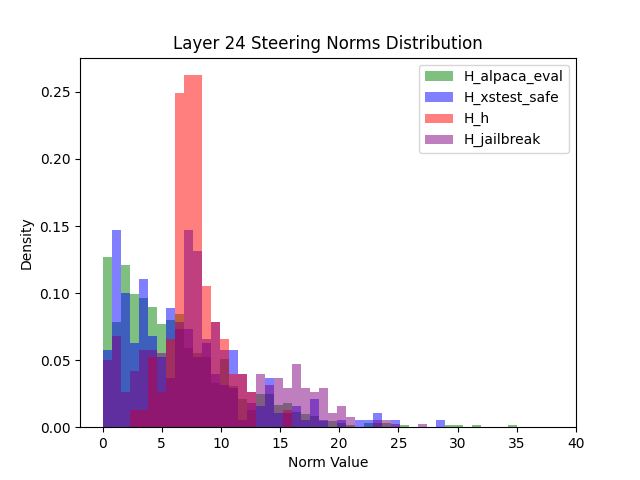 Layer 24 Steering Norms Distribution
H_alpaca_eval
H_xstest_safe
H_h
H_jailbreak
Density
0.25
0.20
0.15
0.10
0.05
0.00
0 5 10 15 20 25 30 35 40
Norm Value